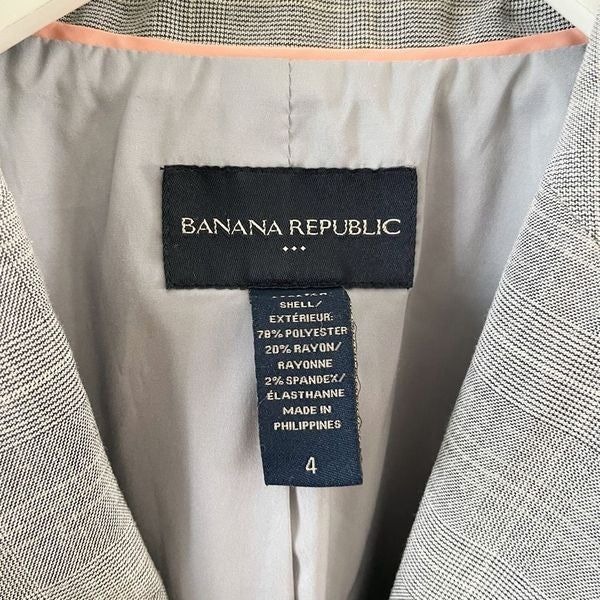 BANANA REPUBLIC
SHELL/
EXTÉRIEUR:
78% POLYESTER
20% RAYON/
RAYONNE
2% SPANDEX/
ÉLASTHANNE
MADE IN
PHILIPPINES
4